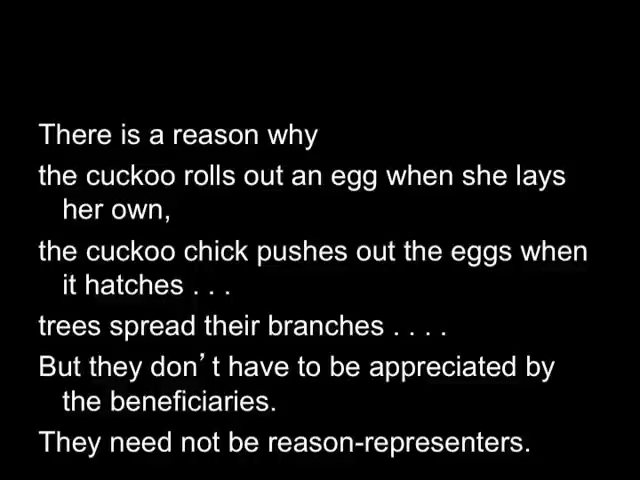 There is a reason why
the cuckoo rolls out an egg when she lays
her own,
the cuckoo chick pushes out the eggs when
it hatches . . .
trees spread their branches . . . .
But they don’t have to be appreciated by
the beneficiaries.
They need not be reason-representers.